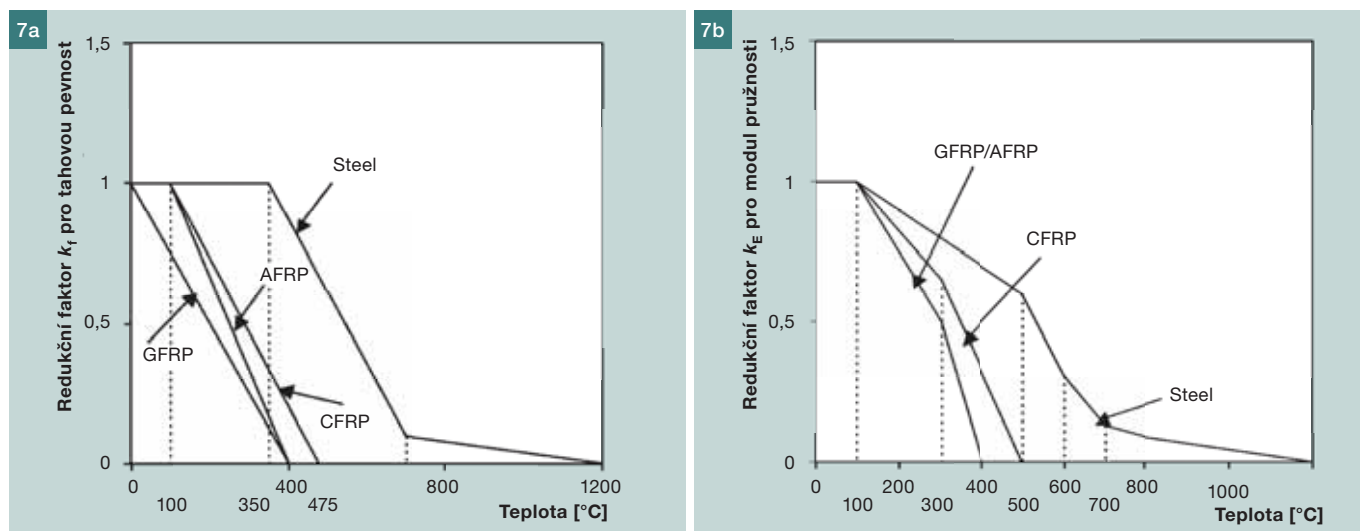 7a
Redukční faktor kf pro tahovou pevnost
1,5
1
0,5
0
Steel
AFRP
GFRP
CFRP
0 400 800 1200
100 350 475
Teplota [°C]
7b
Redukční faktor kE pro modul pružnosti
1,5
1
0,5
0
GFRP/AFRP
CFRP
Steel
0 200 400 600 800 1000
100 300 500 700
Teplota [°C]